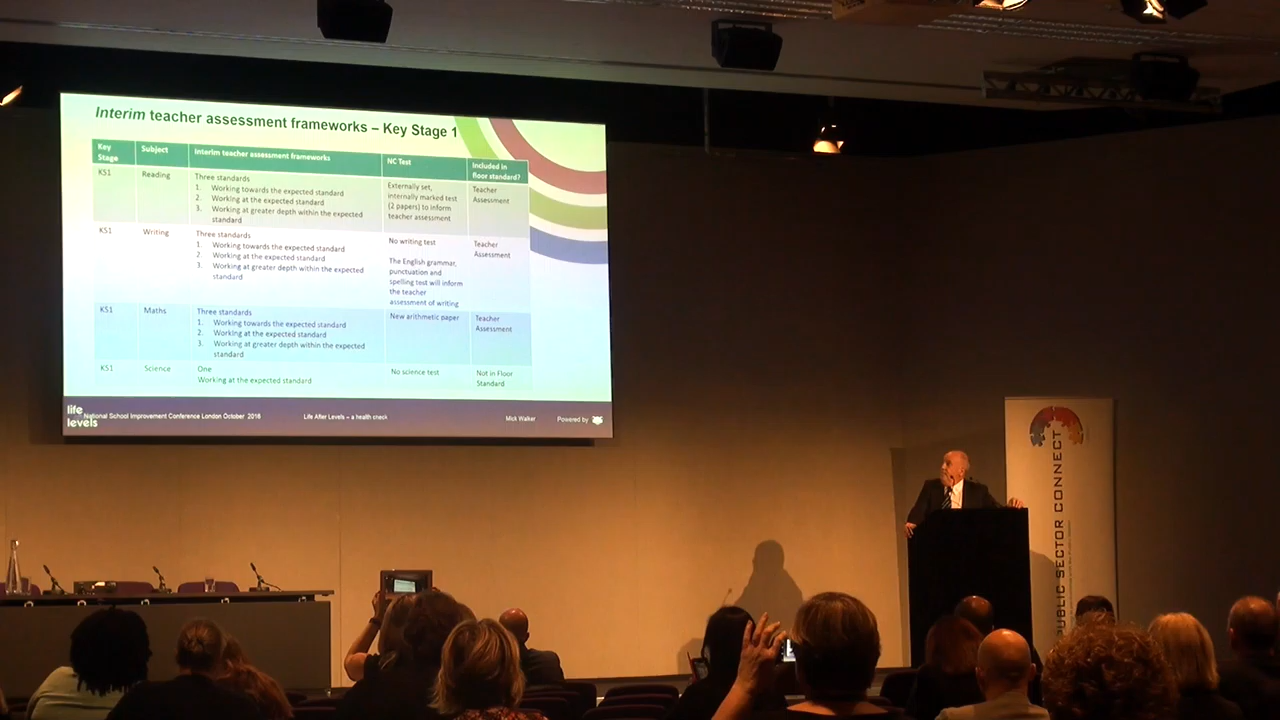 Interim teacher assessment frameworks – Key Stage 1
Key Stage
Subject
Interim teacher assessment frameworks
NC Test
Included in floor standard?
KS1
Reading
Three standards
1. Working towards the expected standard
2. Working at the expected standard
3. Working at greater depth within the expected
standard
Externally set,
internally marked test
(2 papers) to inform
teacher assessment
Teacher
Assessment
KS1
Writing
Three standards
1. Working towards the expected standard
2. Working at the expected standard
3. Working at greater depth within the expected
standard
No writing test
The English grammar,
punctuation and
spelling test will inform
the teacher
assessment of writing
Teacher
Assessment
KS1
Maths
Three standards
1. Working towards the expected standard
2. Working at the expected standard
3. Working at greater depth within the expected
standard
New arithmetic paper
Teacher
Assessment
KS1
Science
One
Working at the expected standard
No science test
Not in Floor
Standard
life
levels
National School Improvement Conference London October 2016
Life After Levels – a health check
Mick Walker
Powered by
PUBLIC SECTOR CONNECT